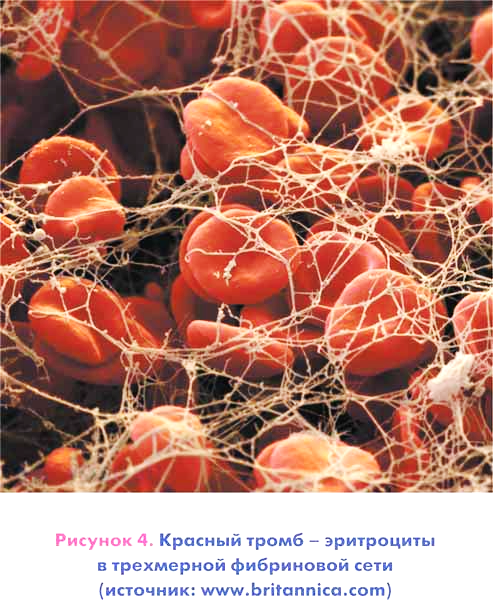 Рисунок 4. Красный тромб – эритроциты
в трехмерной фибриновой сети
(источник: www.britannica.com)